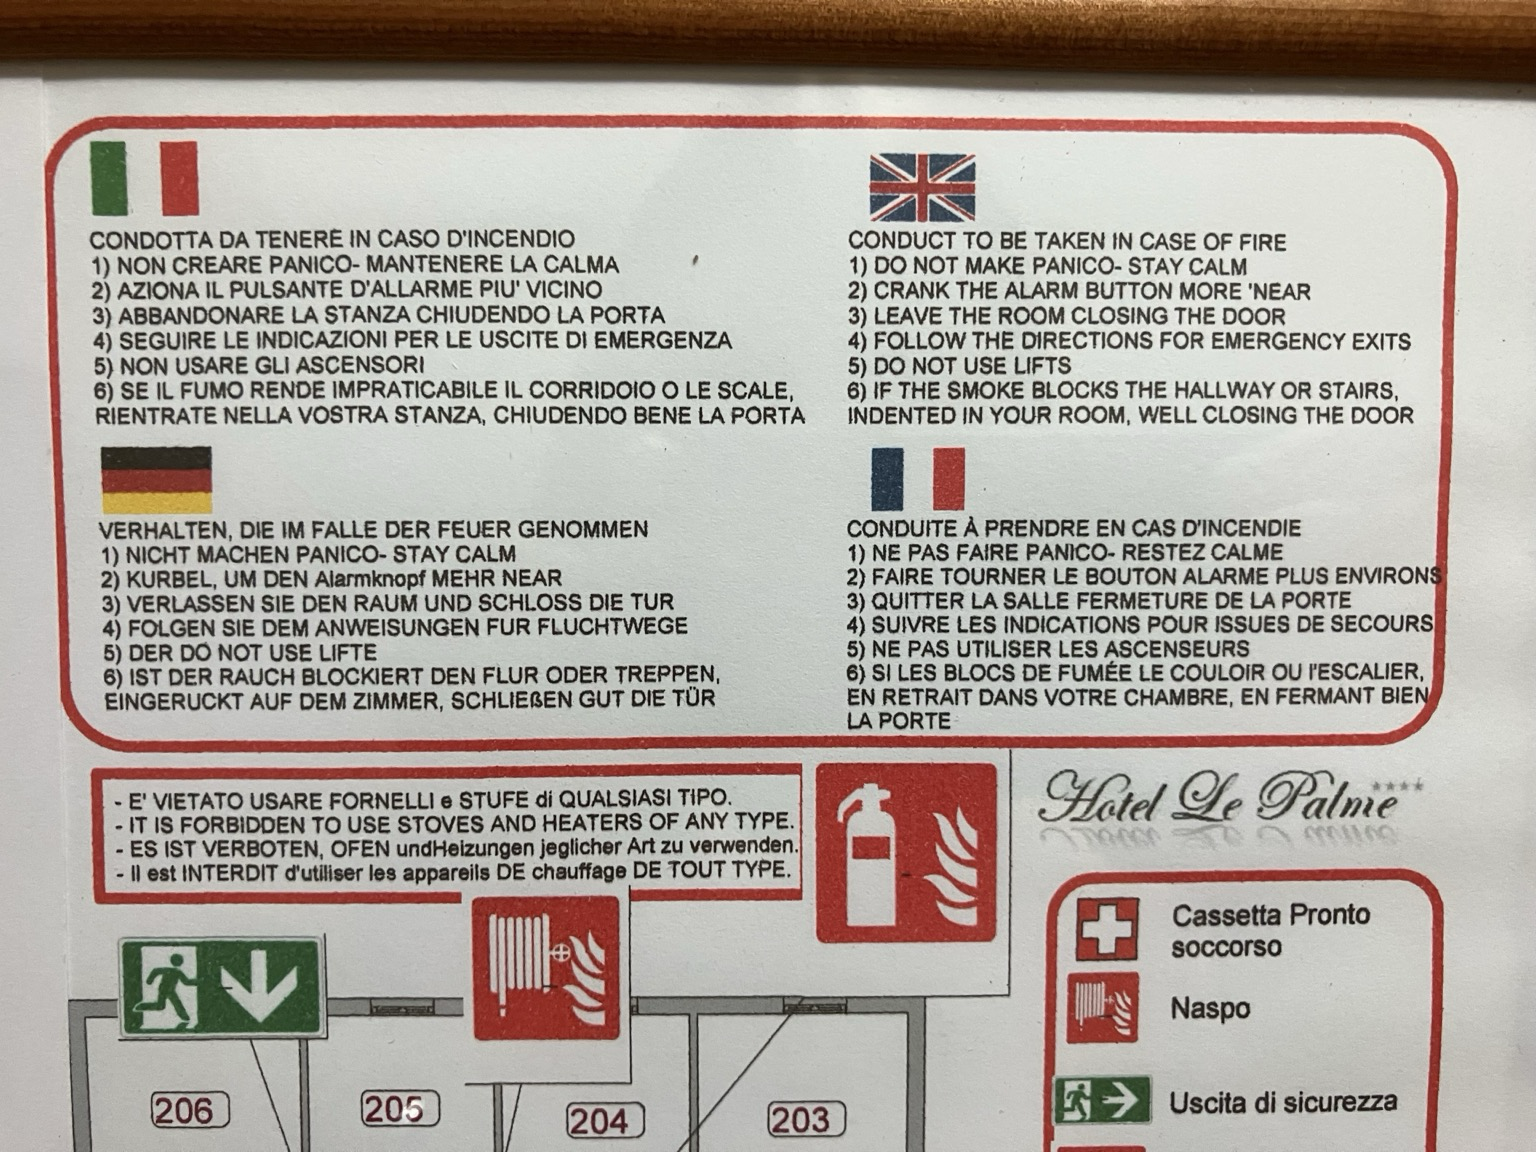 CONDOTTA DA TENERE IN CASO D'INCENDIO
1) NON CREARE PANICO- MANTENERE LA CALMA
2) AZIONA IL PULSANTE D'ALLARME PIU' VICINO
3) ABBANDONARE LA STANZA CHIUDENDO LA PORTA
4) SEGUIRE LE INDICAZIONI PER LE USCITE DI EMERGENZA
5) NON USARE GLI ASCENSORI
6) SE IL FUMO RENDE IMPRATICABILE IL CORRIDOIO O LE SCALE,
RIENTRATE NELLA VOSTRA STANZA, CHIUDENDO BENE LA PORTA
CONDUCT TO BE TAKEN IN CASE OF FIRE
1) DO NOT MAKE PANICO- STAY CALM
2) CRANK THE ALARM BUTTON MORE 'NEAR
3) LEAVE THE ROOM CLOSING THE DOOR
4) FOLLOW THE DIRECTIONS FOR EMERGENCY EXITS
5) DO NOT USE LIFTS
6) IF THE SMOKE BLOCKS THE HALLWAY OR STAIRS,
INDENTED IN YOUR ROOM, WELL CLOSING THE DOOR
VERHALTEN, DIE IM FALLE DER FEUER GENOMMEN
1) NICHT MACHEN PANICO- STAY CALM
2) KURBEL, UM DEN Alarmknopf MEHR NEAR
3) VERLASSEN SIE DEN RAUM UND SCHLOSS DIE TUR
4) FOLGEN SIE DEM ANWEISUNGEN FUR FLUCHTWEGE
5) DER DO NOT USE LIFTE
6) IST DER RAUCH BLOCKIERT DEN FLUR ODER TREPPEN,
EINGERUCKT AUF DEM ZIMMER, SCHLIEßEN GUT DIE TÜR
CONDUITE À PRENDRE EN CAS D'INCENDIE
1) NE PAS FAIRE PANICO- RESTEZ CALME
2) FAIRE TOURNER LE BOUTON ALARME PLUS ENVIRONS
3) QUITTER LA SALLE FERMETURE DE LA PORTE
4) SUIVRE LES INDICATIONS POUR ISSUES DE SECOURS
5) NE PAS UTILISER LES ASCENSEURS
6) SI LES BLOCS DE FUMÉE LE COULOIR OU l'ESCALIER,
EN RETRAIT DANS VOTRE CHAMBRE, EN FERMANT BIEN
LA PORTE
- E' VIETATO USARE FORNELLI e STUFE di QUALSIASI TIPO.
- IT IS FORBIDDEN TO USE STOVES AND HEATERS OF ANY TYPE.
- ES IST VERBOTEN, OFEN undHeizungen jeglicher Art zu verwenden.
- Il est INTERDIT d'utiliser les appareils DE chauffage DE TOUT TYPE.
Hotel Le Palme ****
Cassetta Pronto
soccorso
Naspo
Uscita di sicurezza
206
205
204
203